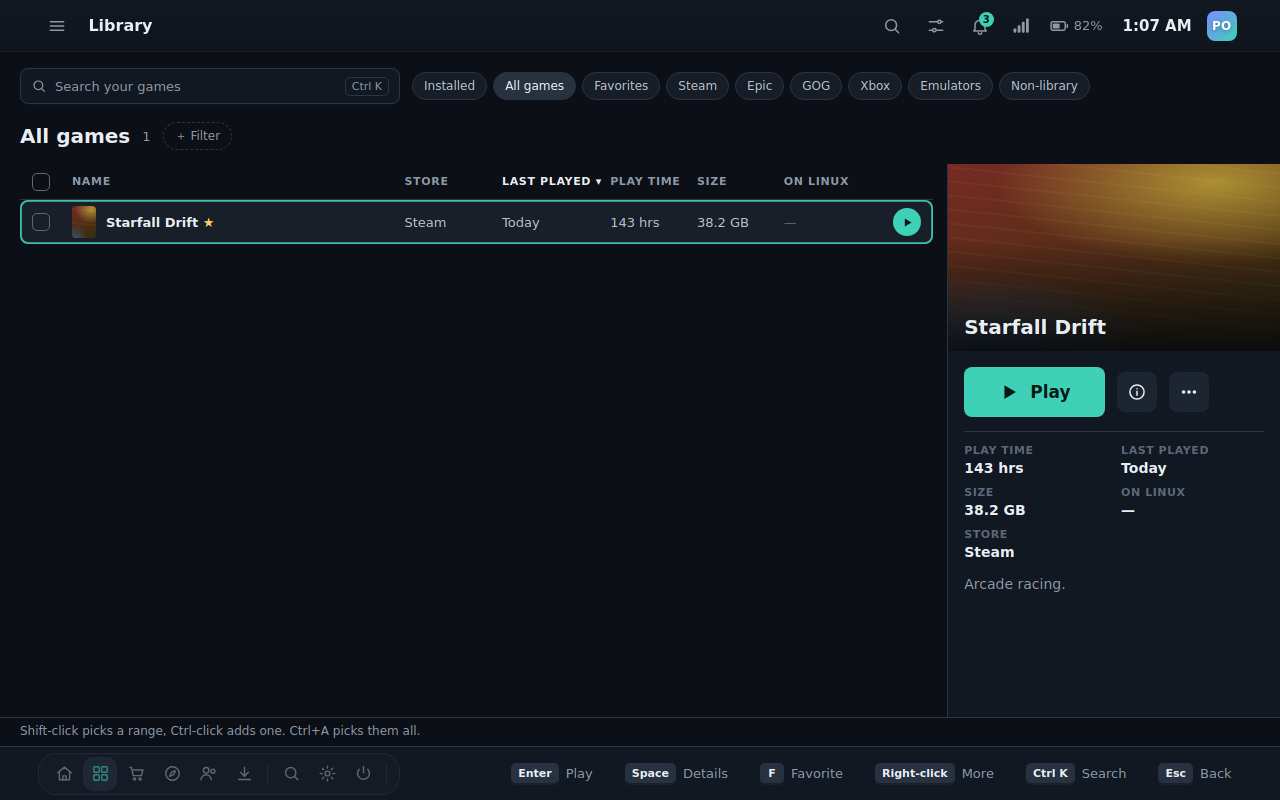 Library
3
82%
1:07 AM
PO
Search your games
Ctrl K
Installed
All games
Favorites
Steam
Epic
GOG
Xbox
Emulators
Non-library
All games 1
+ Filter
NAME STORE LAST PLAYED ▾ PLAY TIME SIZE ON LINUX
Starfall Drift ★ Steam Today 143 hrs 38.2 GB —
Starfall Drift
Play
PLAY TIME LAST PLAYED
143 hrs Today
SIZE ON LINUX
38.2 GB —
STORE
Steam
Arcade racing.
Shift-click picks a range, Ctrl-click adds one. Ctrl+A picks them all.
Enter Play Space Details F Favorite Right-click More Ctrl K Search Esc Back